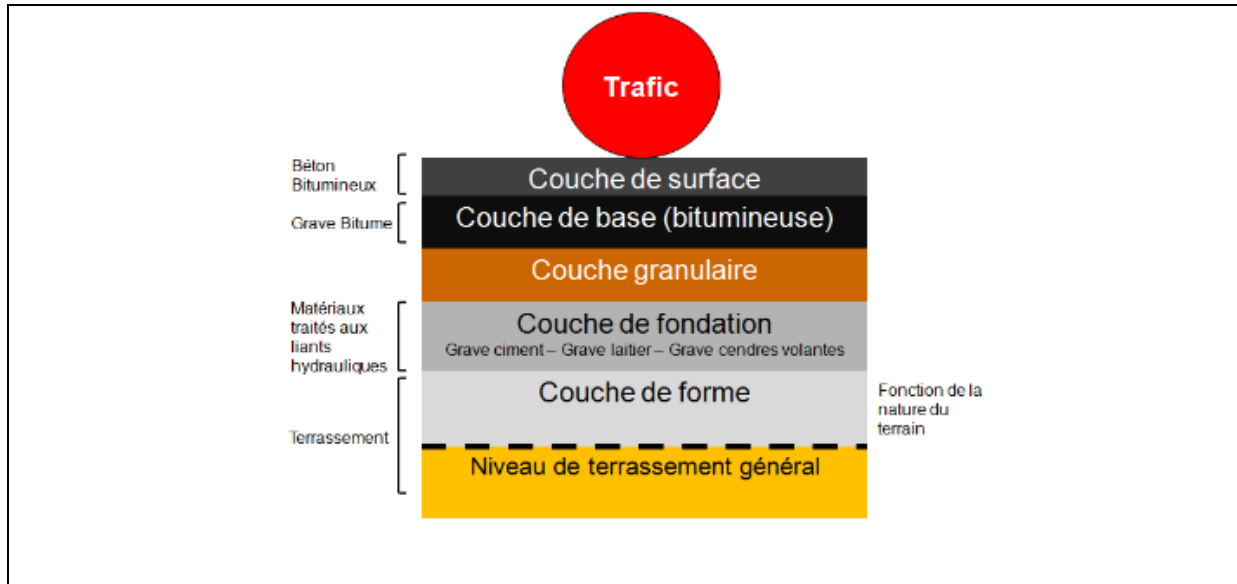 Trafic
Béton
Bitumineux
Couche de surface
Grave Bitume
Couche de base (bitumineuse)
Couche granulaire
Matériaux
traités aux
liants
hydrauliques
Couche de fondation
Grave ciment – Grave laitier – Grave cendres volantes
Couche de forme
Fonction de la
nature du
terrain
Terrassement
Niveau de terrassement général